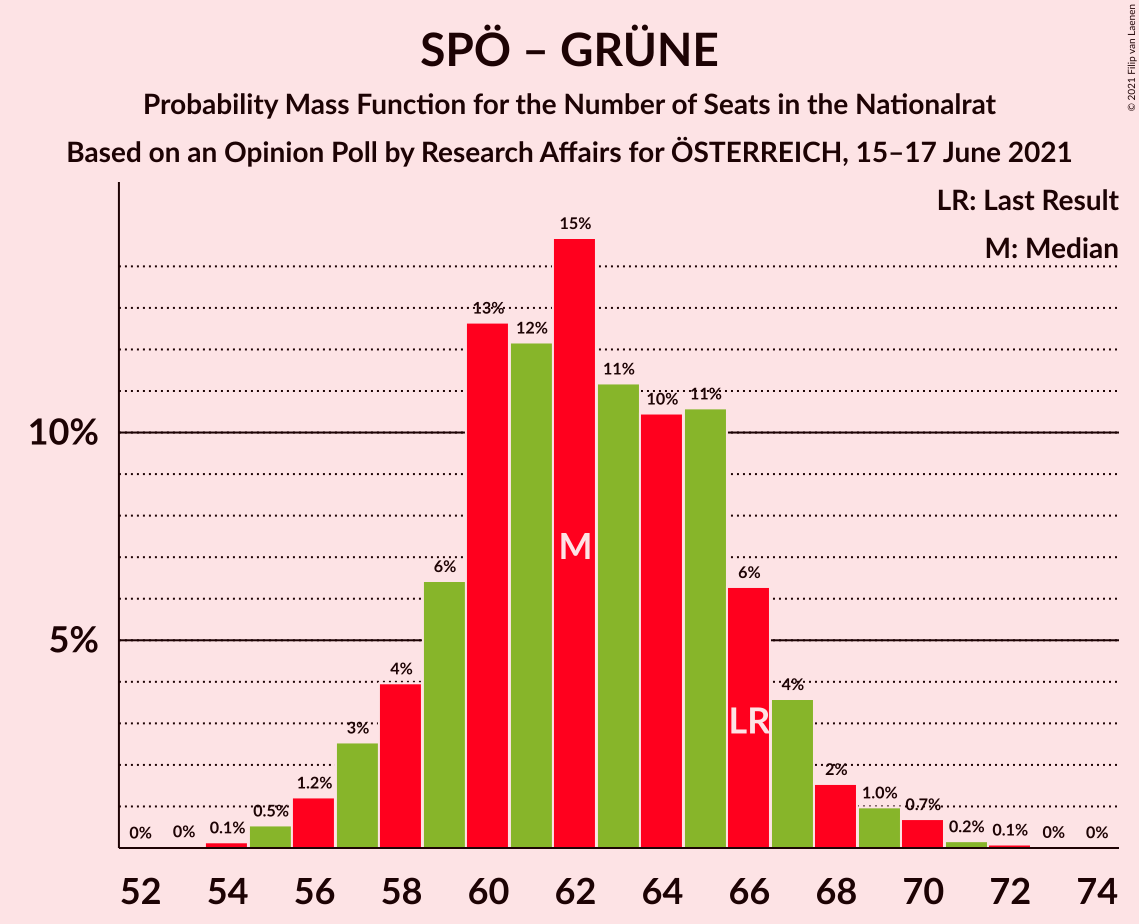 SPÖ – GRÜNE
Probability Mass Function for the Number of Seats in the Nationalrat
Based on an Opinion Poll by Research Affairs for ÖSTERREICH, 15–17 June 2021
© 2021 Filip van Laenen
LR: Last Result
M: Median
15%
13%
12%
11%
10%
11%
10%
6%
6%
5%
4%
4%
3%
2%
1.2%
1.0%
0.5%
0.7%
0%
0%
0.1%
0.2%
0.1%
0%
0%
M
LR
52 54 56 58 60 62 64 66 68 70 72 74